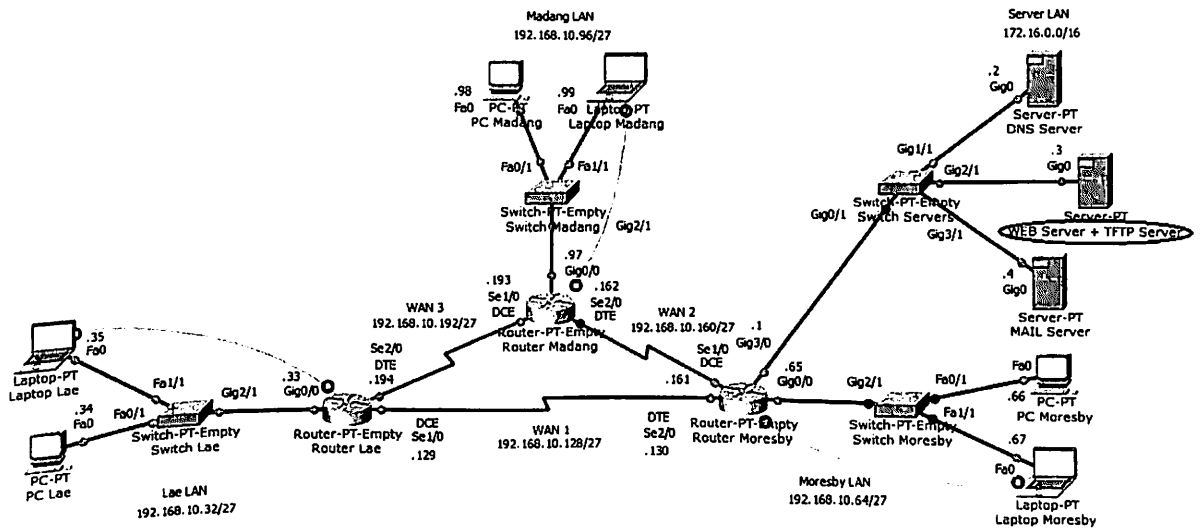 Madang LAN
192.168.10.96/27
Server LAN
172.16.0.0/16
.98
Fa0
PC-PT
PC Madang
.99
Fa0
Laptop-PT
Laptop Madang
Fa0/1
Fa1/1
Switch-PT-Empty
Switch Madang
Gig2/1
.97
Gig0/0
.193
Se1/0
DCE
.162
Se2/0
DTE
Router-PT-Empty
Router Madang
.2
Gig0
Server-PT
DNS Server
Gig1/1
.3
Gig0
Gig2/1
Switch-PT-Empty
Switch Servers
Server-PT
WEB Server + TFTP Server
Gig0/1
Gig3/1
.4
Gig0
Server-PT
MAIL Server
WAN 3
192.168.10.192/27
WAN 2
192.168.10.160/27
.1
Gig3/0
Se1/0
DCE
.161
.65
Gig0/0
Router-PT-Empty
Router Moresby
DTE
Se2/0
.130
Gig2/1
Switch-PT-Empty
Switch Moresby
Fa0/1
Fa1/1
Fa0
.66
PC-PT
PC Moresby
.67
Fa0
Laptop-PT
Laptop Moresby
Moresby LAN
192.168.10.64/27
.35
Fa0
Laptop-PT
Laptop Lae
Fa1/1
Fa0/1
.34
Fa0
PC-PT
PC Lae
Gig2/1
Switch-PT-Empty
Switch Lae
.33
Gig0/0
Se2/0
DTE
.194
Router-PT-Empty
Router Lae
DCE
Se1/0
.129
WAN 1
192.168.10.128/27
Lae LAN
192.168.10.32/27